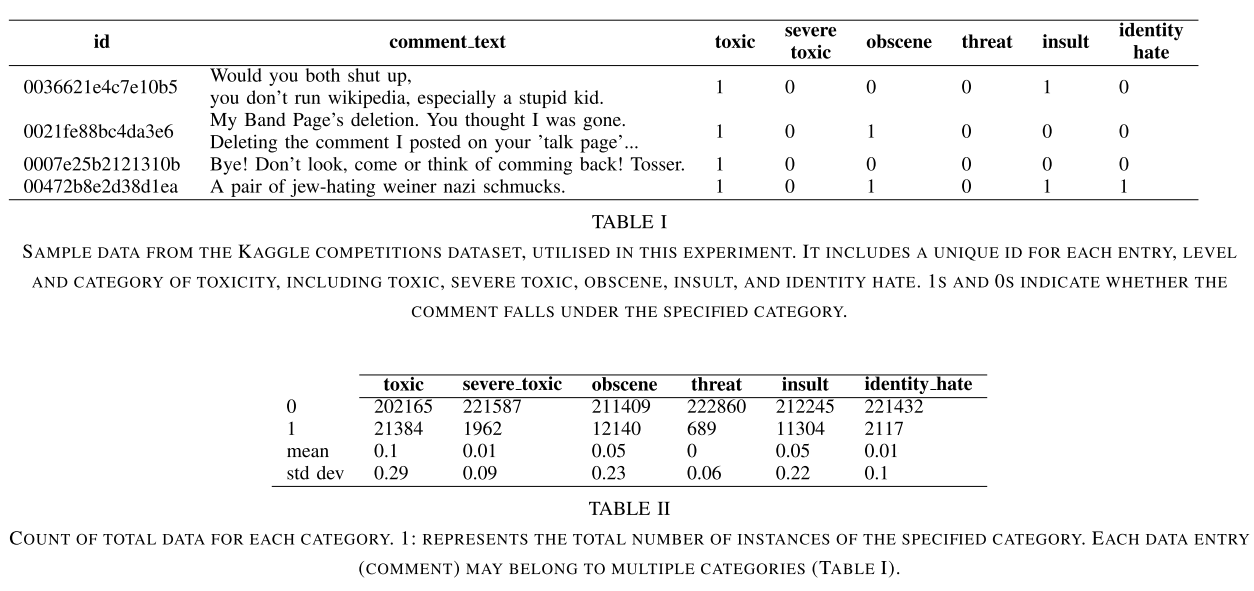 id comment_text toxic severe toxic obscene threat insult identity hate
0036621e4c7e10b5 Would you both shut up, you don't run wikipedia, especially a stupid kid. 1 0 0 0 1 0
0021fe88bc4da3e6 My Band Page's deletion. You thought I was gone. Deleting the comment I posted on your 'talk page'... 1 0 1 0 0 0
0007e25b2121310b Bye! Don't look, come or think of comming back! Tosser. 1 0 0 0 0 0
00472b8e2d38d1ea A pair of jew-hating weiner nazi schmucks. 1 0 1 0 1 1
TABLE I
SAMPLE DATA FROM THE KAGGLE COMPETITIONS DATASET, UTILISED IN THIS EXPERIMENT. IT INCLUDES A UNIQUE ID FOR EACH ENTRY, LEVEL
AND CATEGORY OF TOXICITY, INCLUDING TOXIC, SEVERE TOXIC, OBSCENE, INSULT, AND IDENTITY HATE. 1S AND 0S INDICATE WHETHER THE
COMMENT FALLS UNDER THE SPECIFIED CATEGORY.
toxic severe_toxic obscene threat insult identity_hate
0 202165 221587 211409 222860 212245 221432
1 21384 1962 12140 689 11304 2117
mean 0.1 0.01 0.05 0 0.05 0.01
std dev 0.29 0.09 0.23 0.06 0.22 0.1
TABLE II
COUNT OF TOTAL DATA FOR EACH CATEGORY. 1: REPRESENTS THE TOTAL NUMBER OF INSTANCES OF THE SPECIFIED CATEGORY. EACH DATA ENTRY
(COMMENT) MAY BELONG TO MULTIPLE CATEGORIES (TABLE I).